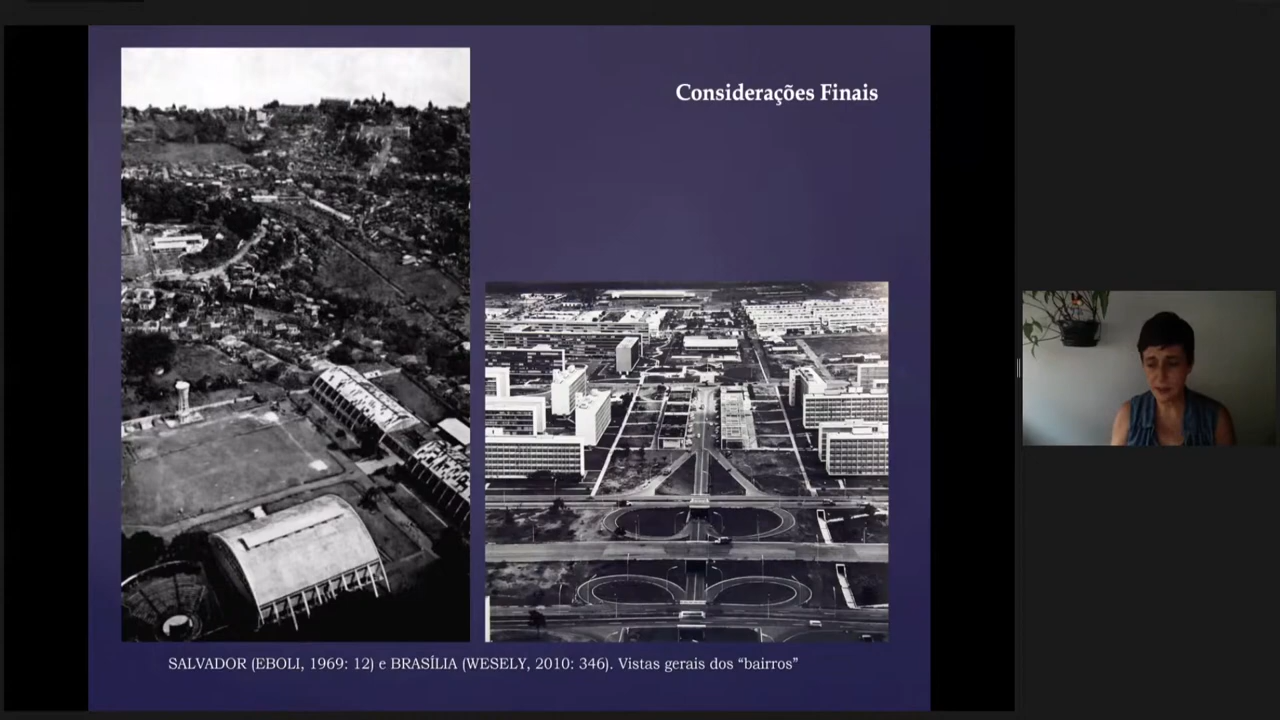 Considerações Finais
SALVADOR (EBOLI, 1969: 12) e BRASÍLIA (WESELY, 2010: 346). Vistas gerais dos “bairros”